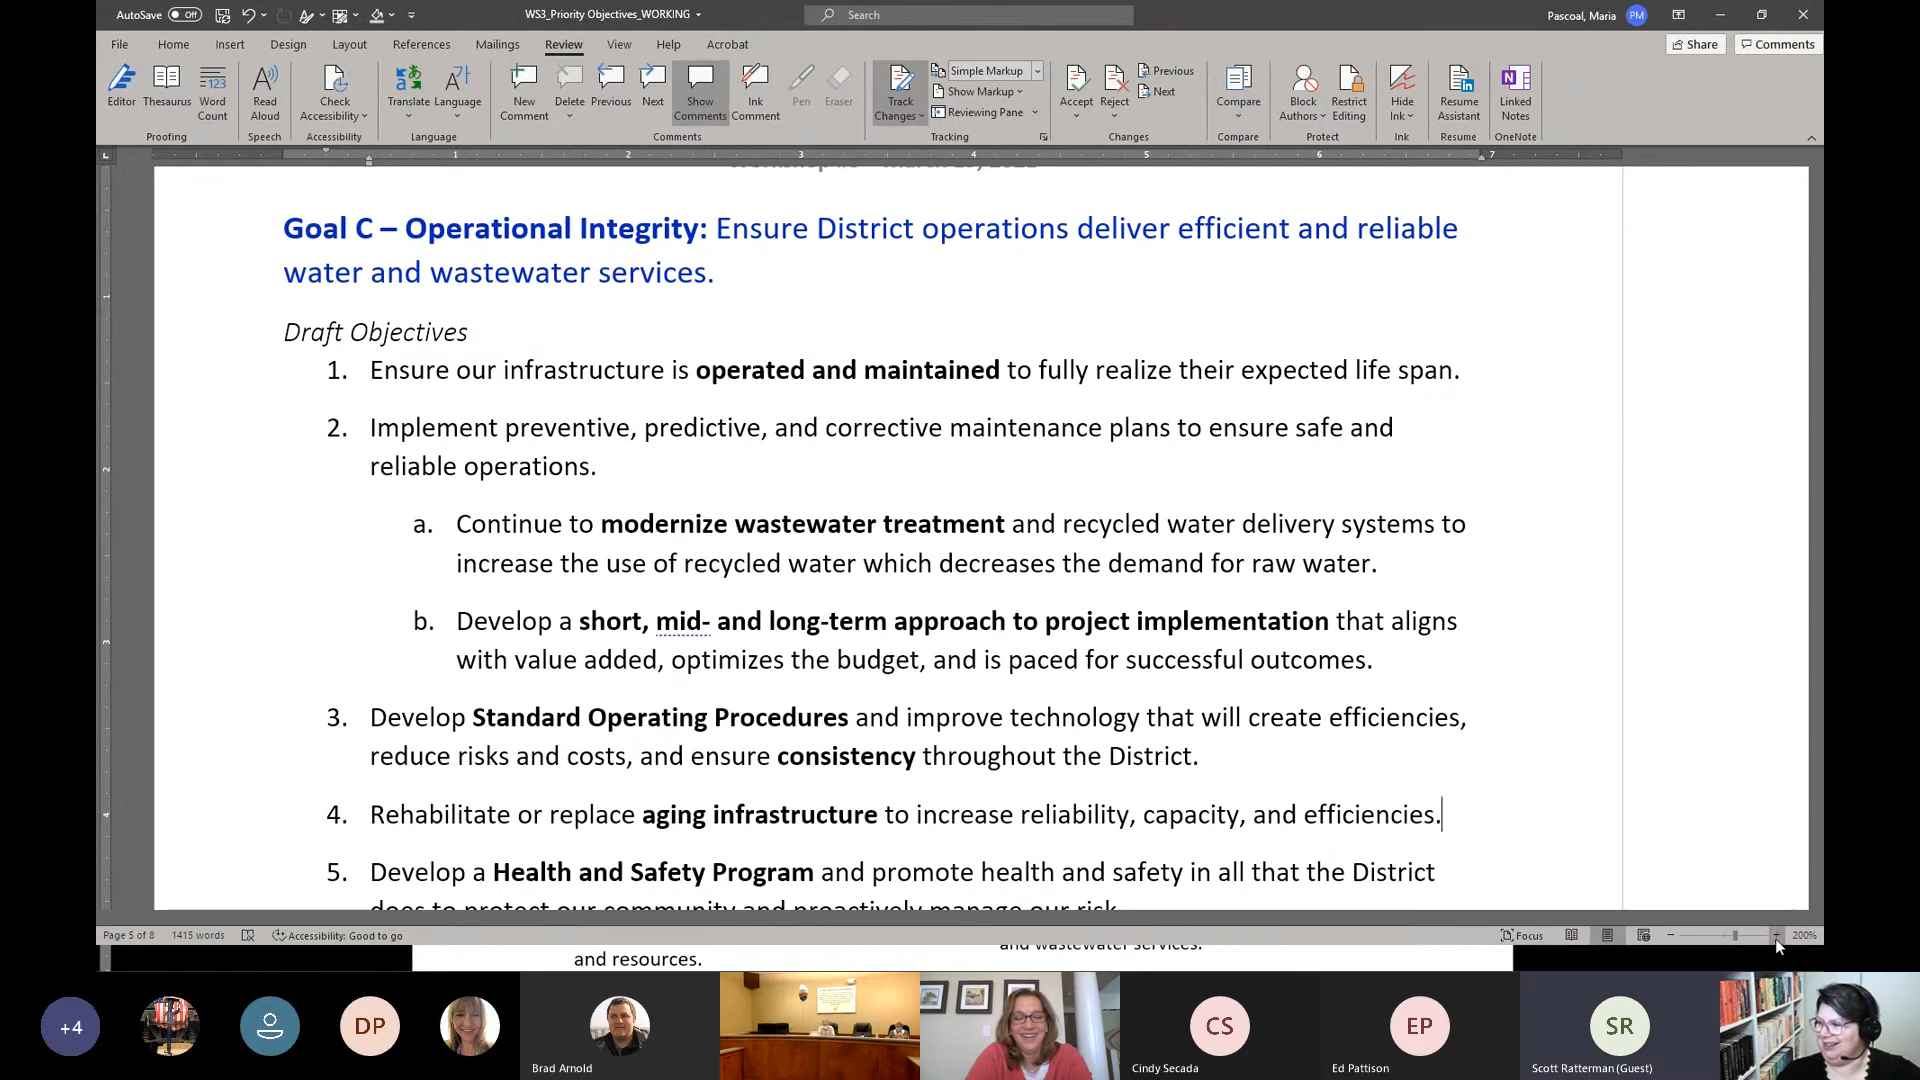 AutoSave Off WS3_Priority Objectives_WORKING Search Pascoal, Maria PM
File Home Insert Design Layout References Mailings Review View Help Acrobat Share Comments
Editor Thesaurus Word Count Read Aloud Check Accessibility Translate Language New Comment Delete Previous Next Show Comments Ink Comment Pen Eraser Track Changes Simple Markup Show Markup Reviewing Pane Accept Reject Previous Next Compare Block Authors Restrict Editing Hide Ink Resume Assistant Linked Notes
Proofing Speech Accessibility Language Comments Tracking Changes Compare Protect Ink Resume OneNote
1 2 3 4 5 6 7
Goal C – Operational Integrity: Ensure District operations deliver efficient and reliable
water and wastewater services.
Draft Objectives
1. Ensure our infrastructure is operated and maintained to fully realize their expected life span.
2. Implement preventive, predictive, and corrective maintenance plans to ensure safe and
reliable operations.
a. Continue to modernize wastewater treatment and recycled water delivery systems to
increase the use of recycled water which decreases the demand for raw water.
b. Develop a short, mid- and long-term approach to project implementation that aligns
with value added, optimizes the budget, and is paced for successful outcomes.
3. Develop Standard Operating Procedures and improve technology that will create efficiencies,
reduce risks and costs, and ensure consistency throughout the District.
4. Rehabilitate or replace aging infrastructure to increase reliability, capacity, and efficiencies.
5. Develop a Health and Safety Program and promote health and safety in all that the District
does to protect our community and proactively manage our risk.
Page 5 of 8 1415 words Accessibility: Good to go Focus 200%
and wastewater services.
and resources.
+4 DP CS EP SR
Brad Arnold Cindy Secada Ed Pattison Scott Ratterman (Guest)